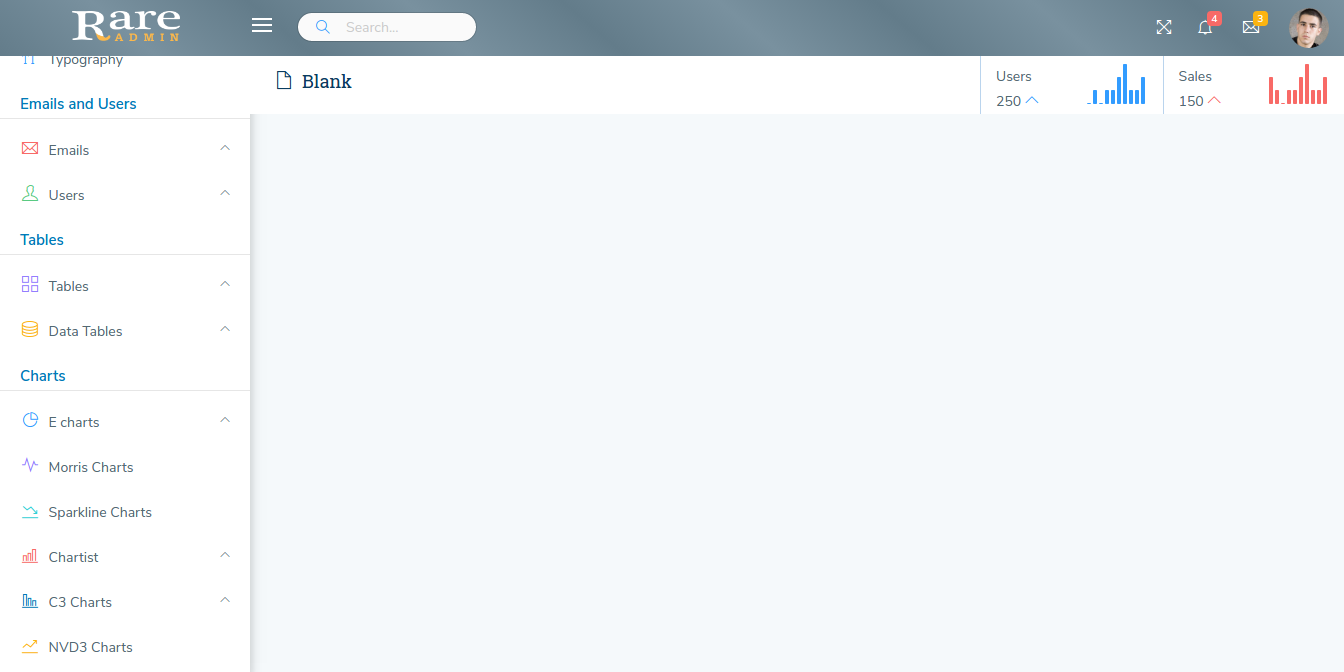 Rare
ADMIN
Search...
4
3
Typography
Emails and Users
Emails
Users
Tables
Tables
Data Tables
Charts
E charts
Morris Charts
Sparkline Charts
Chartist
C3 Charts
NVD3 Charts
Blank
Users
250
Sales
150